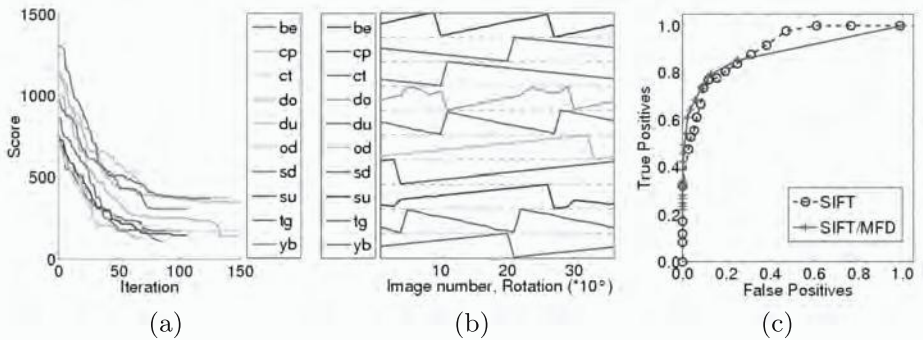 1500
1000
500
0
Score
0
50
100
150
Iteration
be
cp
ct
do
du
od
sd
su
tg
yb
(a)
be
cp
ct
do
du
od
sd
su
tg
yb
10
20
30
Image number, Rotation (*10°)
(b)
1.0
0.8
0.6
0.4
0.2
0.0
True Positives
SIFT
SIFT/MFD
0.0
0.2
0.4
0.6
0.8
1.0
False Positives
(c)